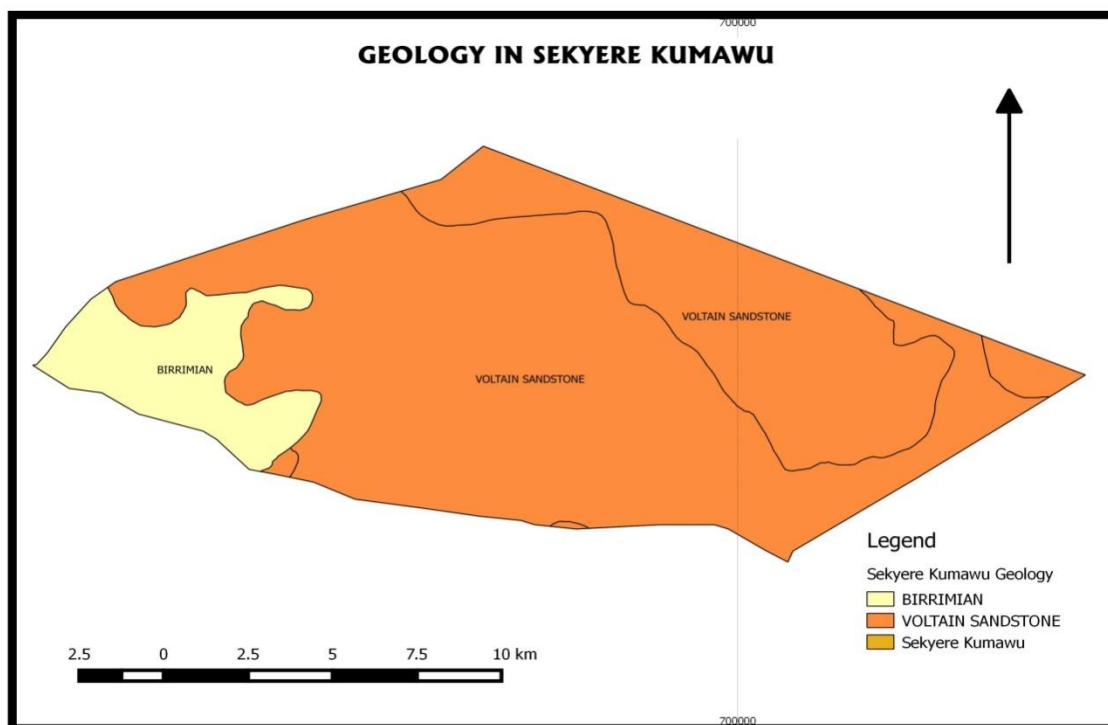 700000
GEOLOGY IN SEKYERE KUMAWU
VOLTAIN SANDSTONE
BIRRIMIAN
VOLTAIN SANDSTONE
Legend
Sekyere Kumawu Geology
BIRRIMIAN
VOLTAIN SANDSTONE
Sekyere Kumawu
2.5 0 2.5 5 7.5 10 km
700000